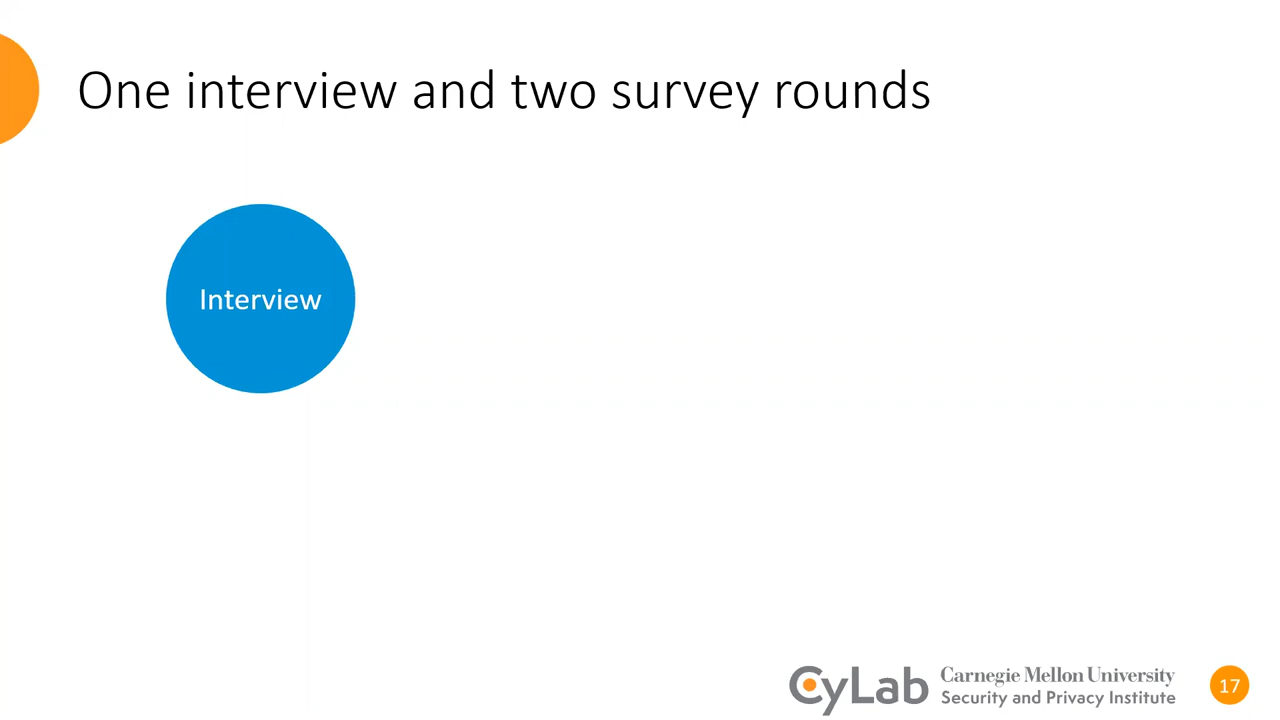 One interview and two survey rounds
Interview
CyLab
Carnegie Mellon University
Security and Privacy Institute
17